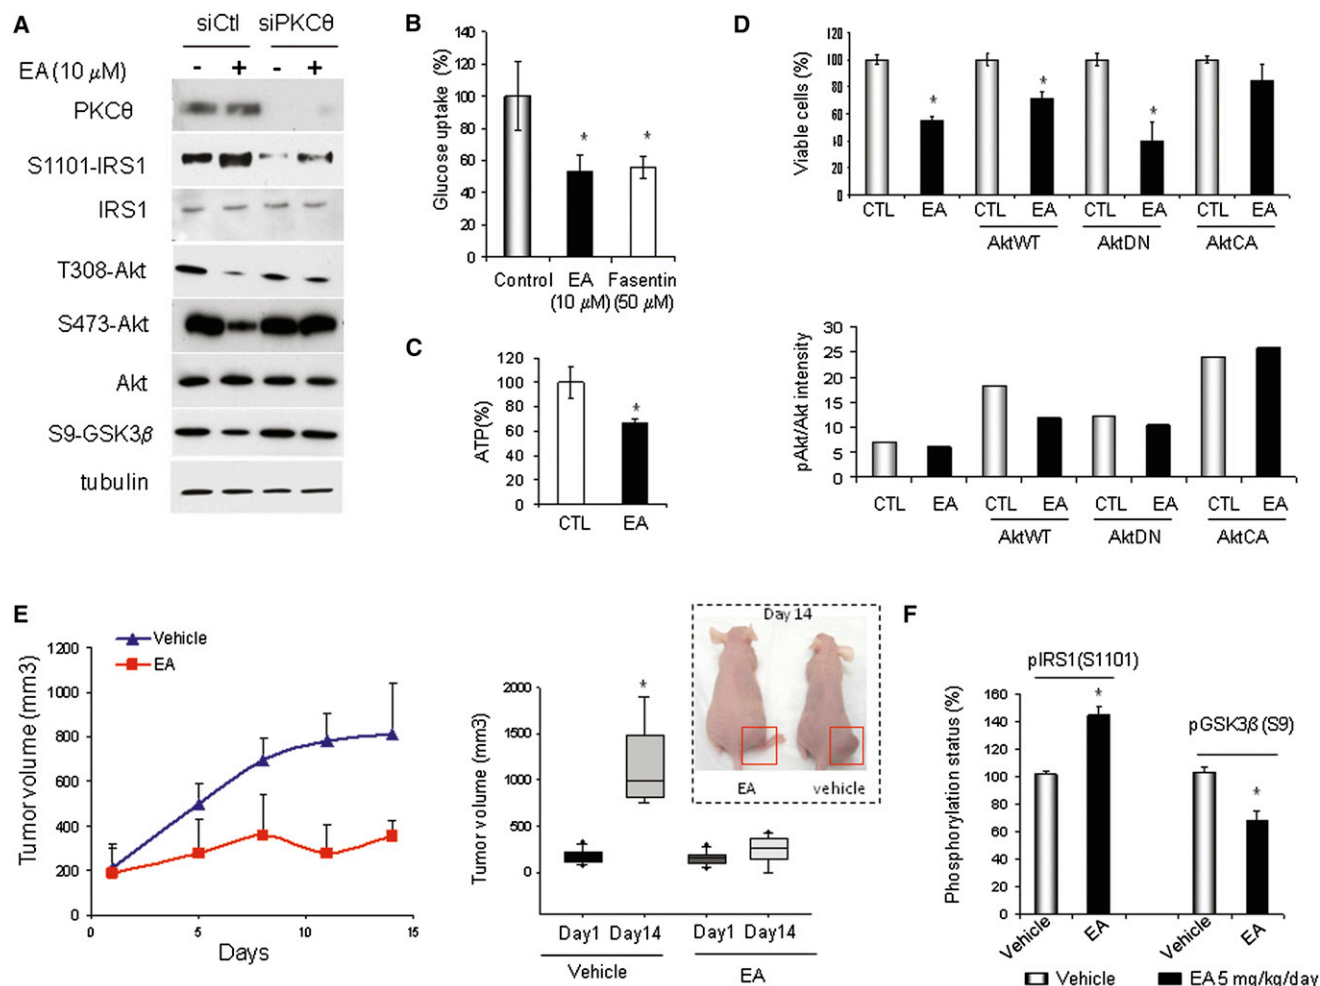 A
siCtl siPKCθ
EA (10 μM) - + - +
PKCθ
S1101-IRS1
IRS1
T308-Akt
S473-Akt
Akt
S9-GSK3β
tubulin
B
Glucose uptake (%)
140
120
100
80
60
40
20
0
* *
Control EA Fasentin
(10 μM) (50 μM)
C
ATP(%)
120
100
80
60
40
20
0
*
CTL EA
D
Viable cells (%)
120
100
80
60
40
20
0
* * *
CTL EA CTL EA CTL EA CTL EA
AktWT AktDN AktCA
pAkt/Akt intensity
30
25
20
15
10
5
0
CTL EA CTL EA CTL EA CTL EA
AktWT AktDN AktCA
E
Vehicle
EA
Tumor volume (mm3)
1200
1000
800
600
400
200
0
0 5 10 15
Days
Tumor volume (mm3)
2000
1500
1000
500
0
*
Day1 Day14 Day1 Day14
Vehicle EA
Day 14
EA vehicle
F
pIRS1(S1101)
pGSK3β(S9)
Phosphorylation status (%)
160
140
120
100
80
60
40
20
0
* *
Vehicle EA Vehicle EA
Vehicle EA 5 mg/kg/day